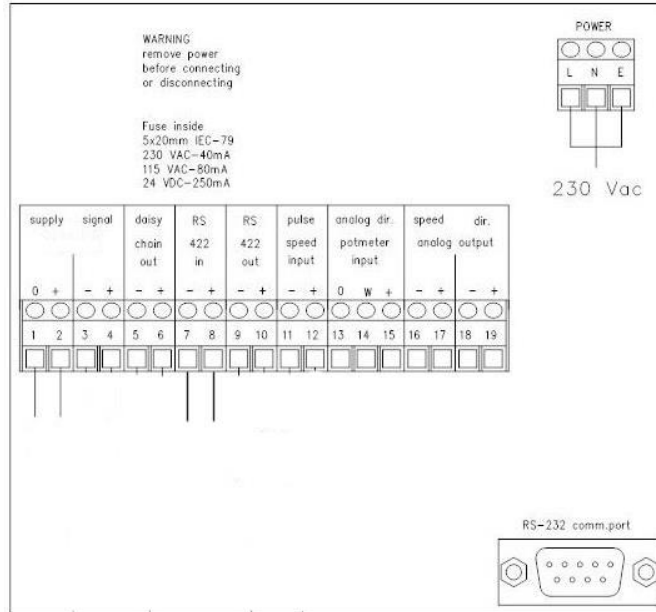 POWER
WARNING
remove power
before connecting
or disconnecting
L N E
Fuse inside
5x20mm IEC-79
230 VAC-40mA
115 VAC-80mA
24 VDC-250mA
230 Vac
supply signal daisy RS RS pulse analog dir. speed dir.
chain 422 422 speed potmeter analog output
out in out input input
0 + - + - + - + - + - + 0 W + - + - +
1 2 3 4 5 6 7 8 9 10 11 12 13 14 15 16 17 18 19
RS-232 comm.port